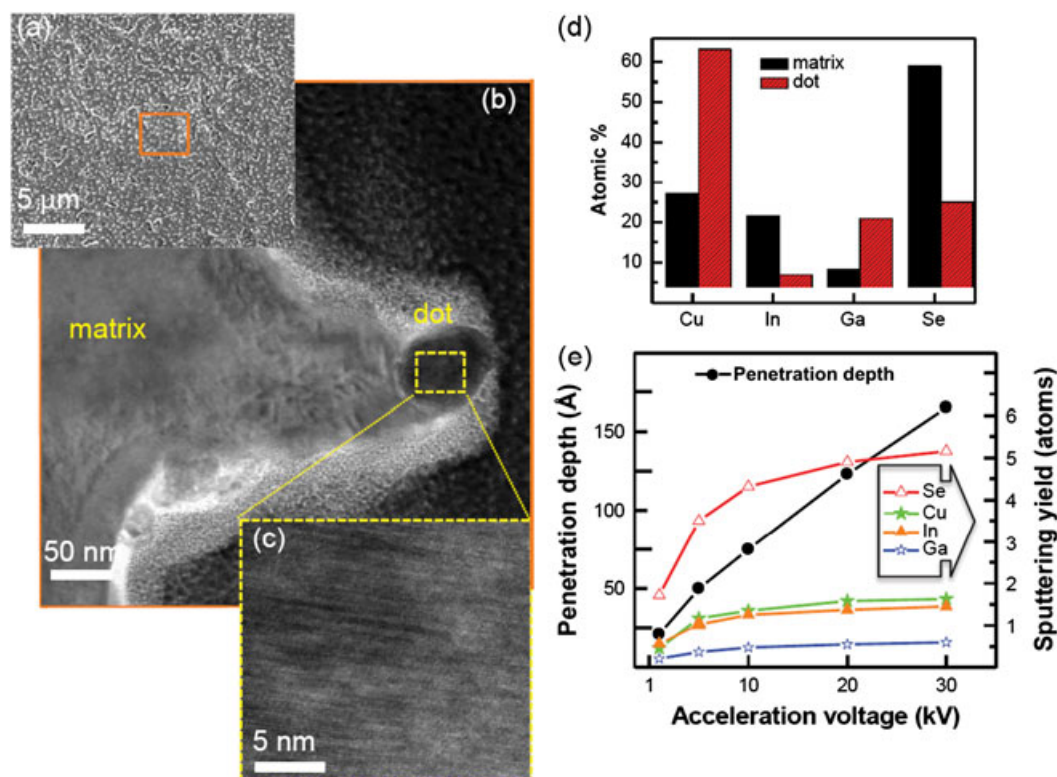 (a)
5 μm
(b)
matrix
dot
50 nm
(c)
5 nm
(d)
matrix
dot
Atomic %
60
50
40
30
20
10
Cu In Ga Se
(e)
Penetration depth
Penetration depth (Å)
150
100
50
Se
Cu
In
Ga
6
5
4
3
2
1
Sputtering yield (atoms)
1 10 20 30
Acceleration voltage (kV)